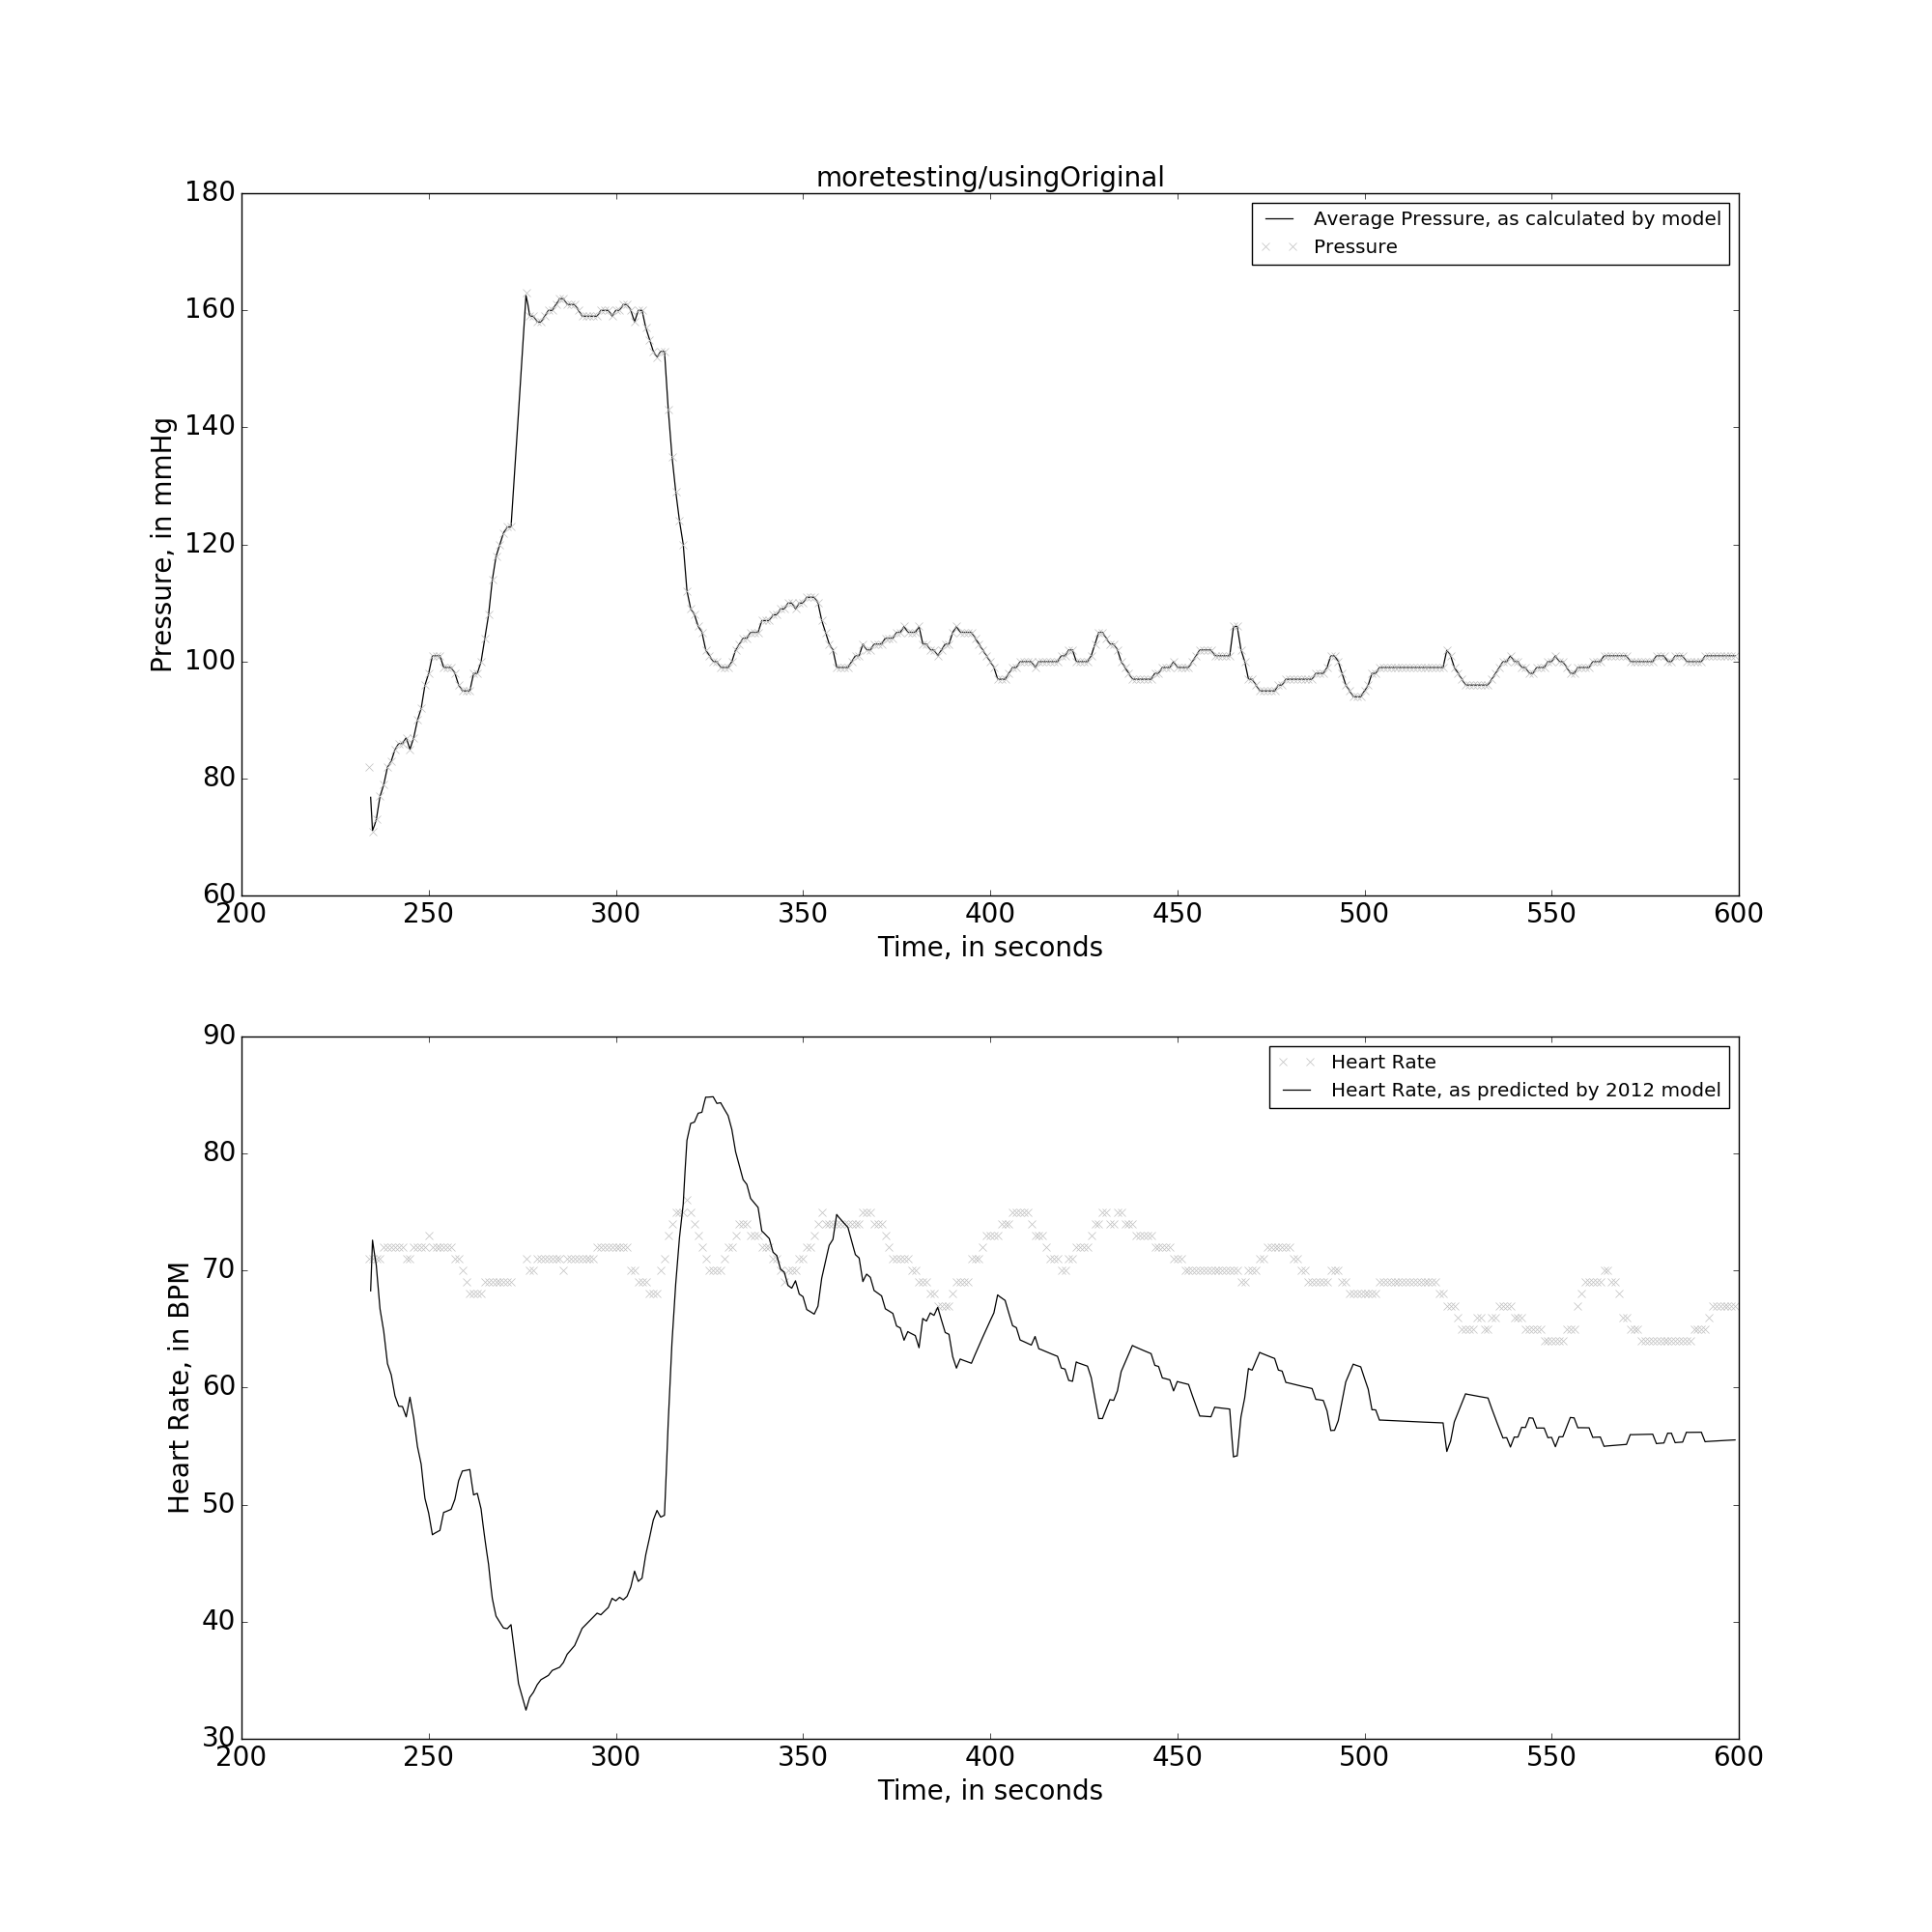 moretesting/usingOriginal
180
160
140
120
100
80
60
Pressure, in mmHg
Average Pressure, as calculated by model
Pressure
200 250 300 350 400 450 500 550 600
Time, in seconds
90
80
70
60
50
40
30
Heart Rate, in BPM
Heart Rate
Heart Rate, as predicted by 2012 model
200 250 300 350 400 450 500 550 600
Time, in seconds